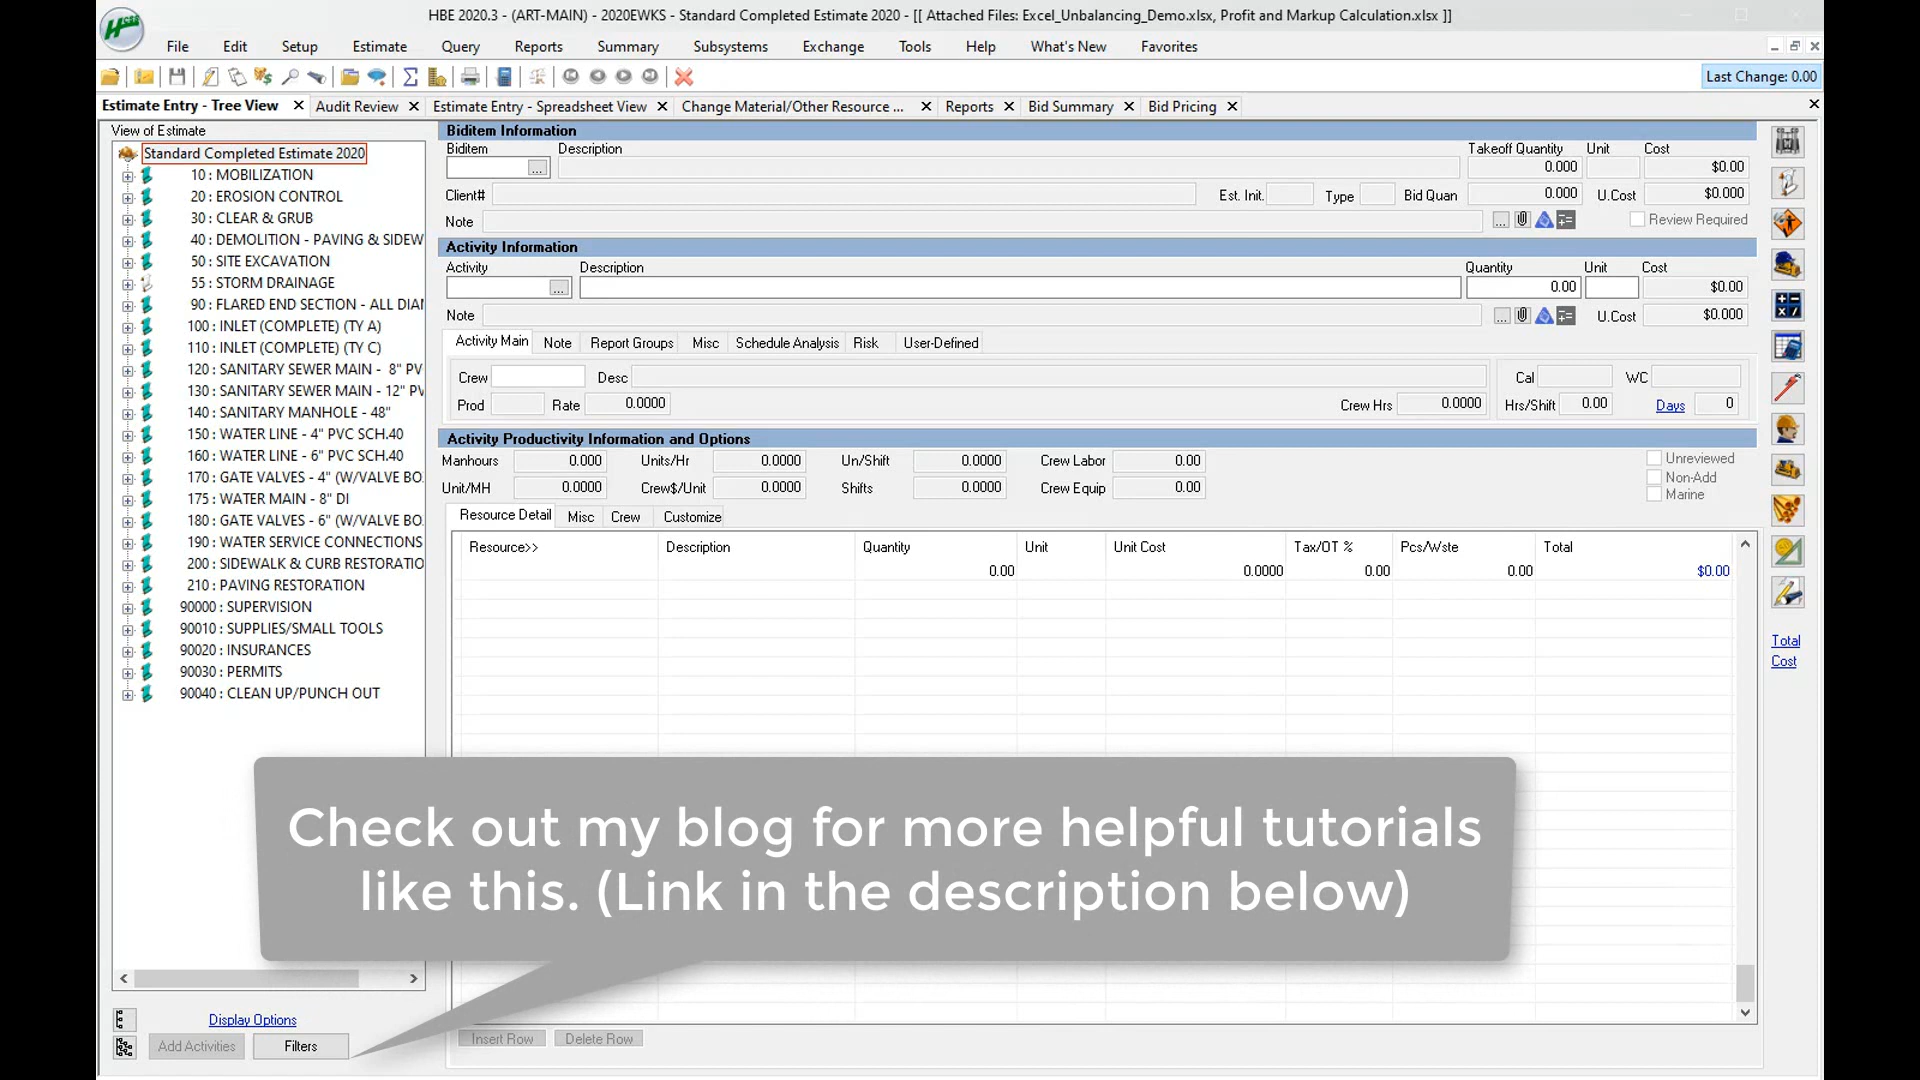 HBE 2020.3 - (ART-MAIN) - 2020EWKS - Standard Completed Estimate 2020 - [[ Attached Files: Excel_Unbalancing_Demo.xlsx, Profit and Markup Calculation.xlsx ]]
File Edit Setup Estimate Query Reports Summary Subsystems Exchange Tools Help What's New Favorites
Last Change: 0.00
Estimate Entry - Tree View Audit Review Estimate Entry - Spreadsheet View Change Material/Other Resource ... Reports Bid Summary Bid Pricing
View of Estimate
Standard Completed Estimate 2020
10 : MOBILIZATION
20 : EROSION CONTROL
30 : CLEAR & GRUB
40 : DEMOLITION - PAVING & SIDEW
50 : SITE EXCAVATION
55 : STORM DRAINAGE
90 : FLARED END SECTION - ALL DIA
100 : INLET (COMPLETE) (TY A)
110 : INLET (COMPLETE) (TY C)
120 : SANITARY SEWER MAIN - 8" PV
130 : SANITARY SEWER MAIN - 12" PV
140 : SANITARY MANHOLE - 48"
150 : WATER LINE - 4" PVC SCH.40
160 : WATER LINE - 6" PVC SCH.40
170 : GATE VALVES - 4" (W/VALVE BO
175 : WATER MAIN - 8" DI
180 : GATE VALVES - 6" (W/VALVE BO
190 : WATER SERVICE CONNECTIONS
200 : SIDEWALK & CURB RESTORATIO
210 : PAVING RESTORATION
90000 : SUPERVISION
90010 : SUPPLIES/SMALL TOOLS
90020 : INSURANCES
90030 : PERMITS
90040 : CLEAN UP/PUNCH OUT
Display Options
Add Activities Filters
Biditem Information
Biditem Description Takeoff Quantity Unit Cost
... 0.000 $0.00
Client# Est. Init. Type Bid Quan 0.000 U.Cost $0.000
Note ... Review Required
Activity Information
Activity Description Quantity Unit Cost
... 0.00 $0.00
Note ... U.Cost $0.000
Activity Main Note Report Groups Misc Schedule Analysis Risk User-Defined
Crew Desc Cal WC
Prod Rate 0.0000 Crew Hrs 0.0000 Hrs/Shift 0.00 Days 0
Activity Productivity Information and Options
Manhours 0.000 Units/Hr 0.0000 Un/Shift 0.0000 Crew Labor 0.00 Unreviewed
Non-Add
Unit/MH 0.0000 Crew$/Unit 0.0000 Shifts 0.0000 Crew Equip 0.00 Marine
Resource Detail Misc Crew Customize
Resource>> Description Quantity Unit Unit Cost Tax/OT % Pcs/Wste Total
0.00 0.0000 0.00 0.00 $0.00
Total
Cost
Check out my blog for more helpful tutorials
like this. (Link in the description below)
Insert Row Delete Row